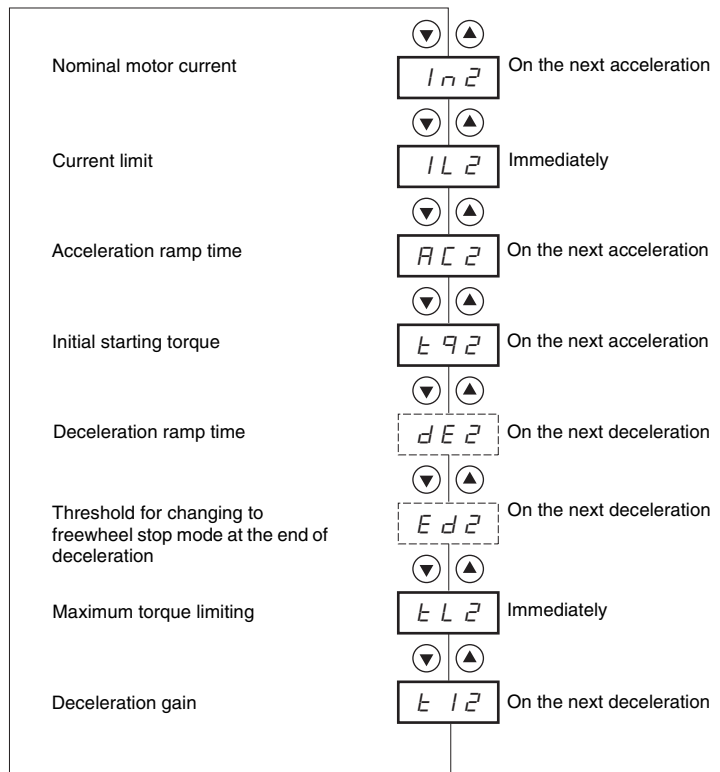 Nominal motor current
In2
On the next acceleration
Current limit
IL2
Immediately
Acceleration ramp time
AC2
On the next acceleration
Initial starting torque
tq2
On the next acceleration
Deceleration ramp time
dE2
On the next deceleration
Threshold for changing to
freewheel stop mode at the end of
deceleration
Ed2
On the next deceleration
Maximum torque limiting
tL2
Immediately
Deceleration gain
tI2
On the next deceleration